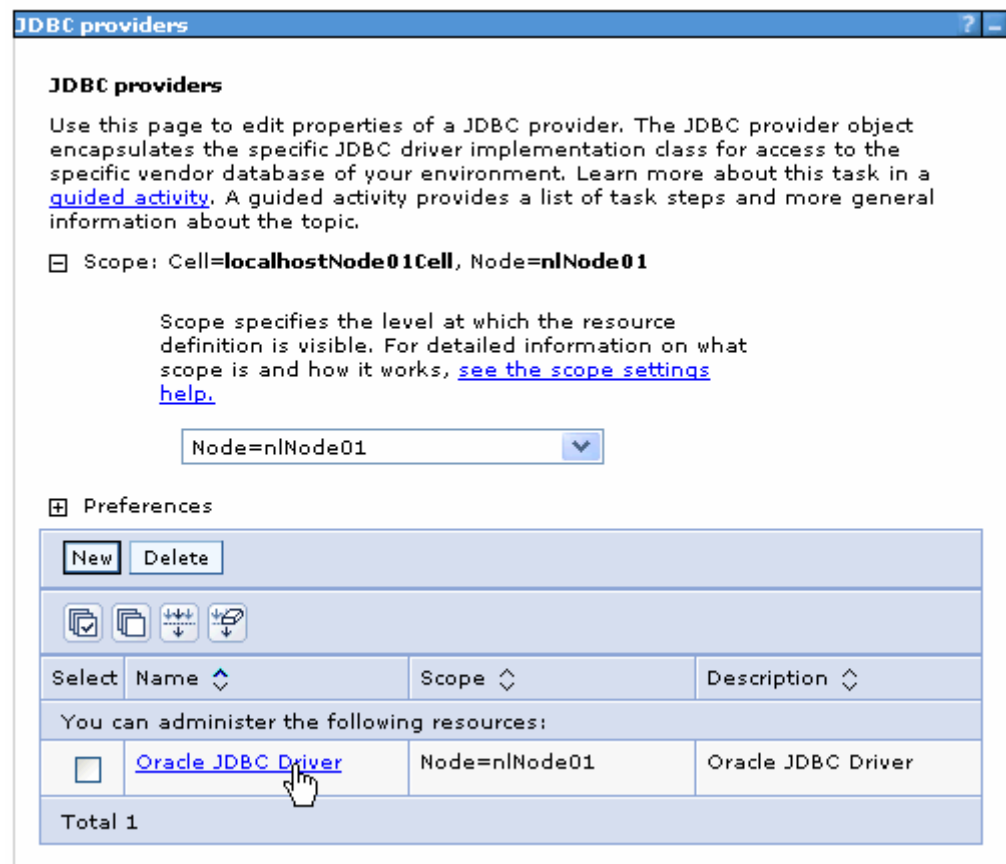 JDBC providers ? –
JDBC providers
Use this page to edit properties of a JDBC provider. The JDBC provider object
encapsulates the specific JDBC driver implementation class for access to the
specific vendor database of your environment. Learn more about this task in a
guided activity. A guided activity provides a list of task steps and more general
information about the topic.
Scope: Cell=localhostNode01Cell, Node=nlNode01
Scope specifies the level at which the resource
definition is visible. For detailed information on what
scope is and how it works, see the scope settings
help.
Node=nlNode01
Preferences
New Delete
Select Name Scope Description
You can administer the following resources:
Oracle JDBC Driver Node=nlNode01 Oracle JDBC Driver
Total 1